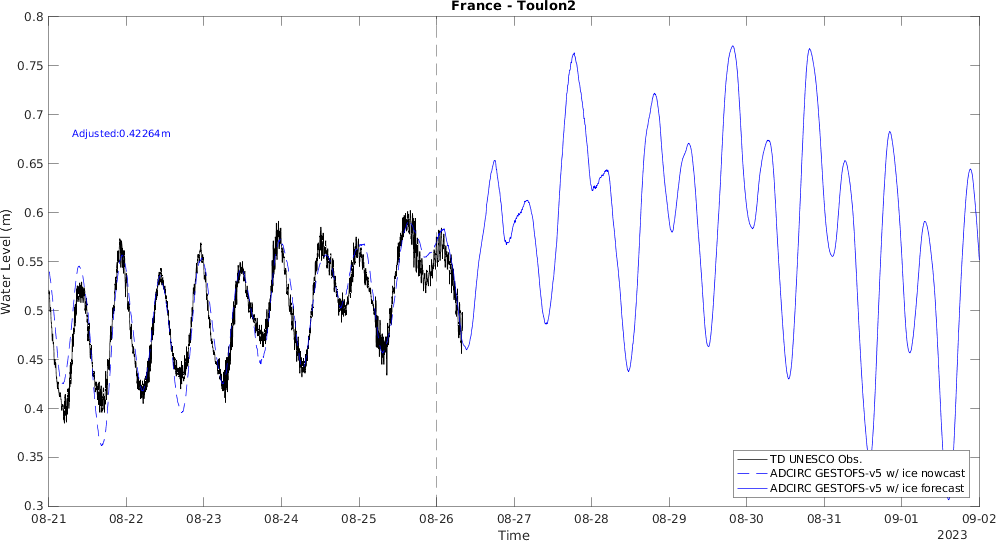 France - Toulon2
0.8
0.75
0.7
0.65
0.6
0.55
0.5
0.45
0.4
0.35
0.3
Water Level (m)
Adjusted:0.42264m
TD UNESCO Obs.
ADCIRC GESTOFS-v5 w/ ice nowcast
ADCIRC GESTOFS-v5 w/ ice forecast
08-21 08-22 08-23 08-24 08-25 08-26 08-27 08-28 08-29 08-30 08-31 09-01 09-02
Time
2023